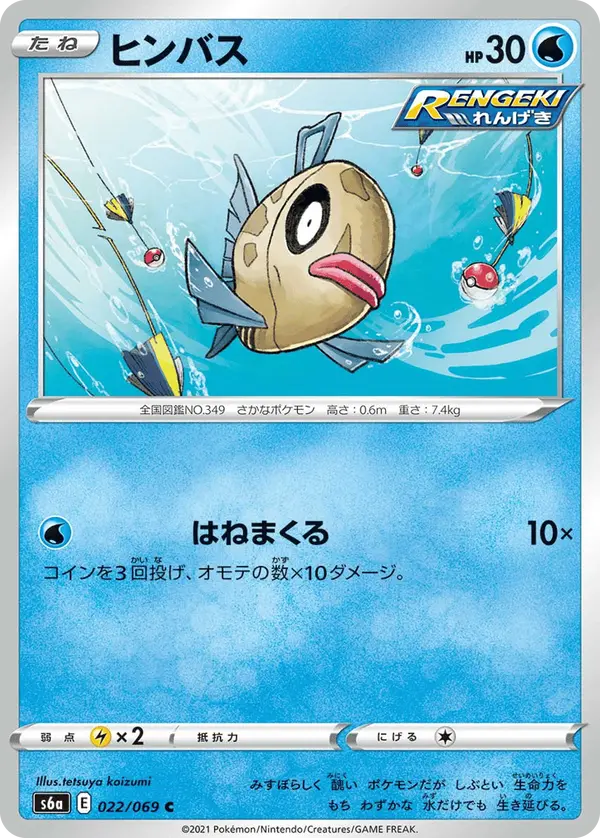 たね ヒンバス HP30
RENGEKI
れんげき
全国図鑑NO.349 さかなポケモン 高さ:0.6m 重さ:7.4kg
はねまくる 10×
コインを3回投げ、オモテの数×10ダメージ。
弱点 ×2 抵抗力 にげる
Illus.tetsuya koizumi
みすぼらしく 醜い ポケモンだが しぶとい 生命力を
もち わずかな 水だけでも 生き延びる。
s6a E 022/069 C
©2021 Pokémon/Nintendo/Creatures/GAME FREAK.